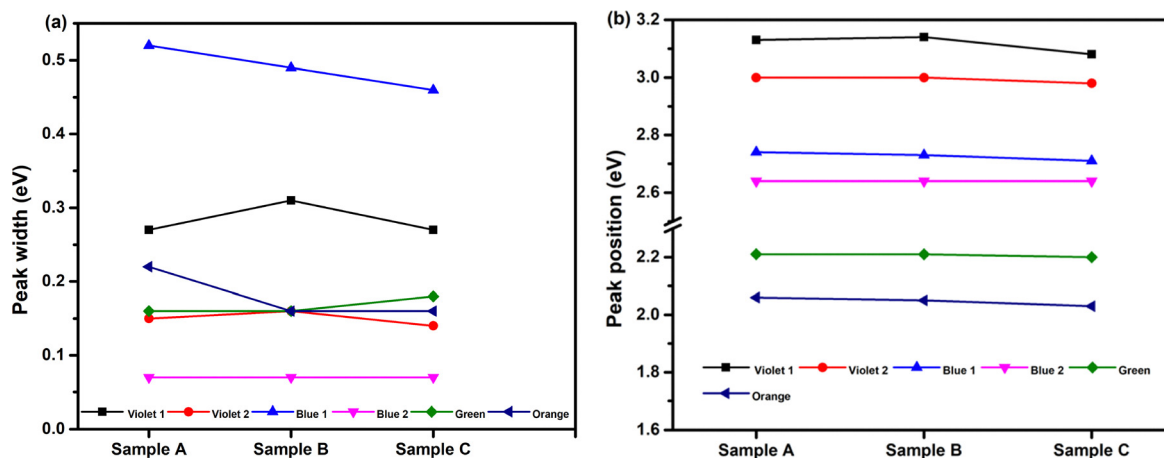 (a)
Peak width (eV)
0.5
0.4
0.3
0.2
0.1
0.0
Violet 1 Violet 2 Blue 1 Blue 2 Green Orange
Sample A Sample B Sample C
(b)
Peak position (eV)
3.2
3.0
2.8
2.6
2.2
2.0
1.8
1.6
Violet 1 Violet 2 Blue 1 Blue 2 Green
Orange
Sample A Sample B Sample C